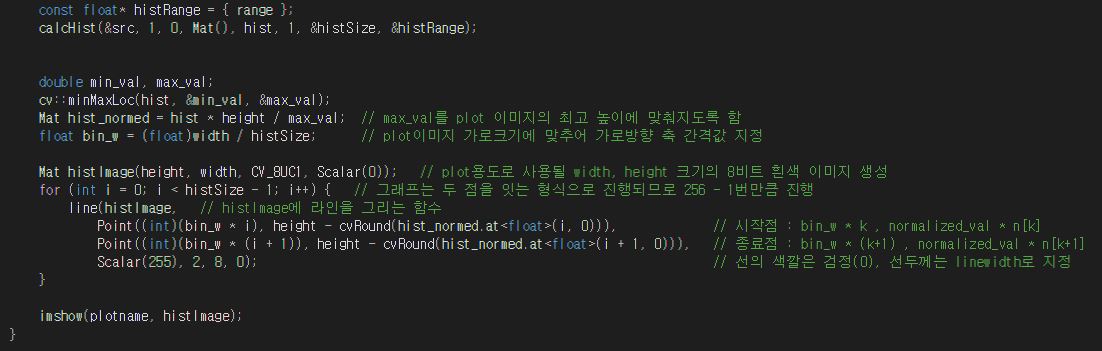 const float* histRange = { range };
calcHist(&src, 1, 0, Mat(), hist, 1, &histSize, &histRange);
double min_val, max_val;
cv::minMaxLoc(hist, &min_val, &max_val);
Mat hist_normed = hist * height / max_val;  // max_val를 plot 이미지의 최고 높이에 맞춰지도록 함
float bin_w = (float)width / histSize;      // plot이미지 가로크기에 맞추어 가로방향 축 간격값 지정
Mat histImage(height, width, CV_8UC1, Scalar(0));   // plot용도로 사용될 width, height 크기의 8비트 흰색 이미지 생성
for (int i = 0; i < histSize - 1; i++) {   // 그래프는 두 점을 잇는 형식으로 진행되므로 256 - 1번만큼 진행
line(histImage,   // histImage에 라인을 그리는 함수
Point((int)(bin_w * i), height - cvRound(hist_normed.at<float>(i, 0))),             // 시작점 : bin_w * k , normalized_val * n[k]
Point((int)(bin_w * (i + 1)), height - cvRound(hist_normed.at<float>(i + 1, 0))),   // 종료점 : bin_w * (k+1) , normalized_val * n[k+1]
Scalar(255), 2, 8, 0);                                                              // 선의 색깔은 검정(0), 선두께는 linewidth로 지정
}
imshow(plotname, histImage);
}